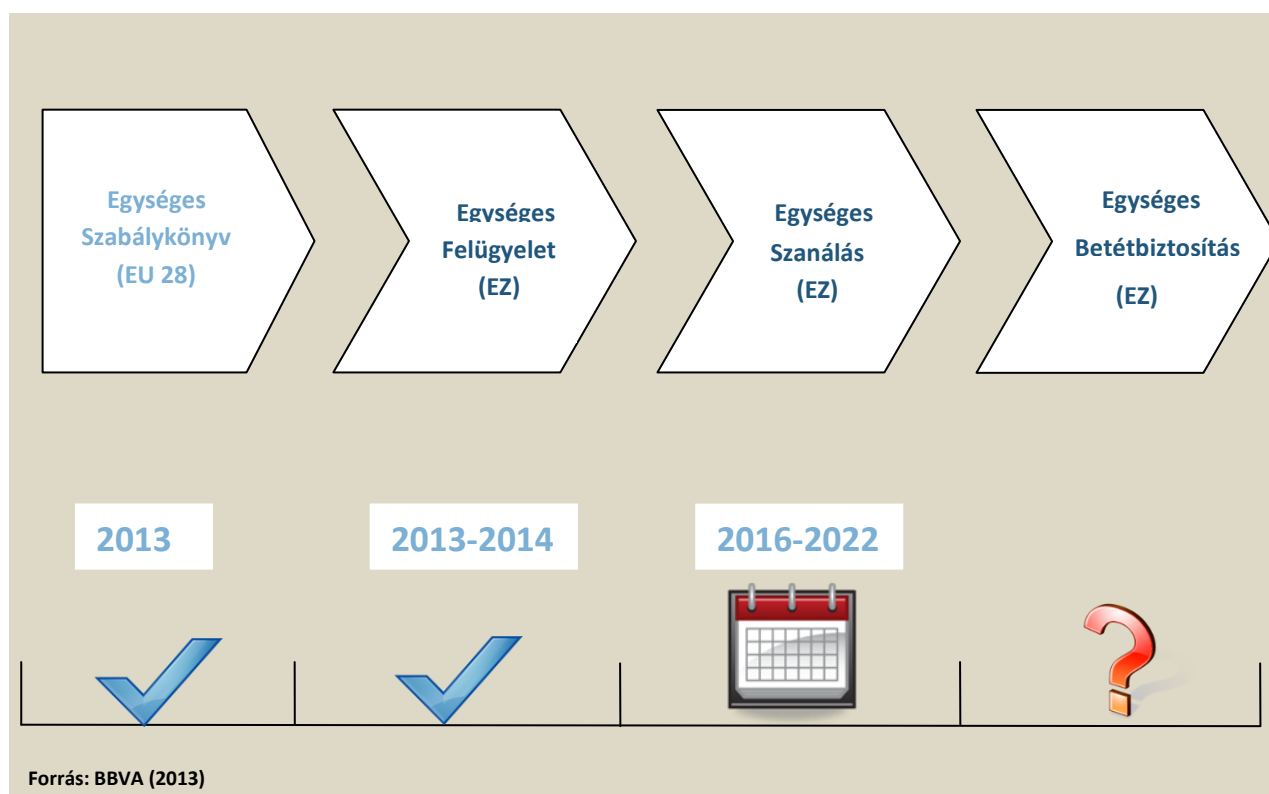 Egységes
Szabálykönyv
(EU 28)
Egységes
Felügyelet
(EZ)
Egységes
Szanálás
(EZ)
Egységes
Betétbiztosítás
(EZ)
2013
2013-2014
2016-2022
Forrás: BBVA (2013)